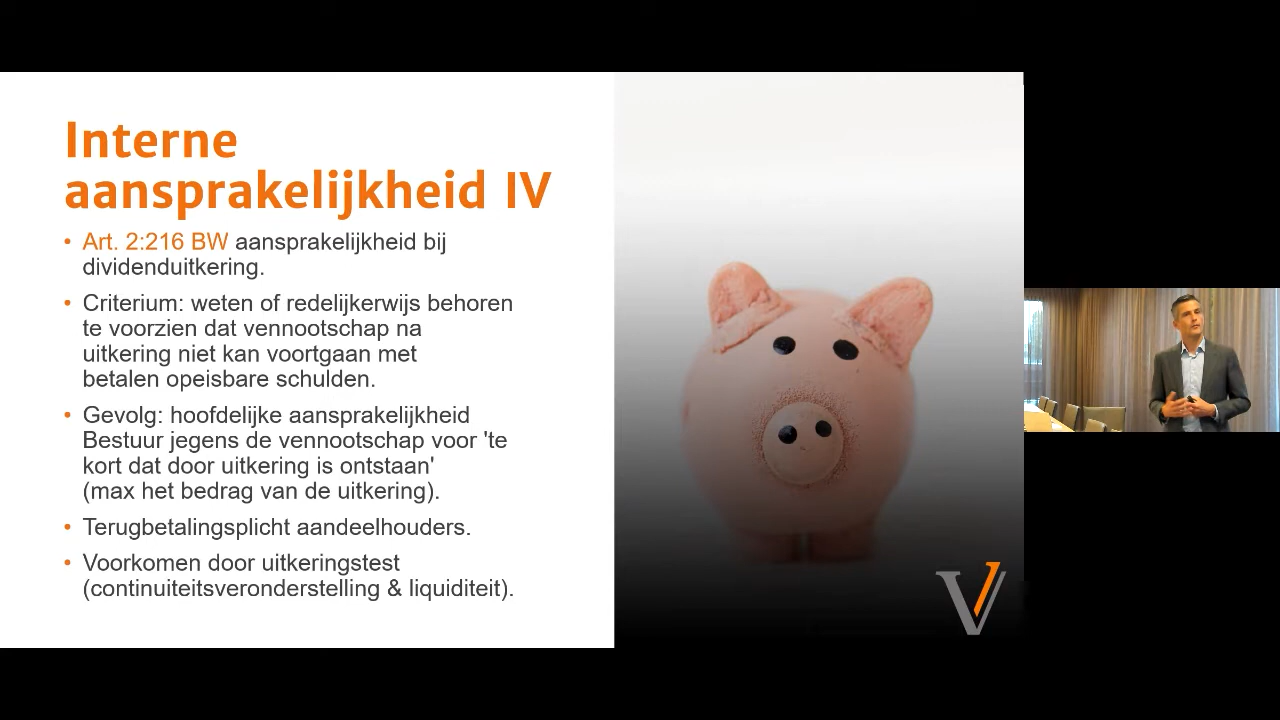 Interne
aansprakelijkheid IV
• Art. 2:216 BW aansprakelijkheid bij
dividenduitkering.
• Criterium: weten of redelijkerwijs behoren
te voorzien dat vennootschap na
uitkering niet kan voortgaan met
betalen opeisbare schulden.
• Gevolg: hoofdelijke aansprakelijkheid
Bestuur jegens de vennootschap voor 'te
kort dat door uitkering is ontstaan'
(max het bedrag van de uitkering).
• Terugbetalingsplicht aandeelhouders.
• Voorkomen door uitkeringstest
(continuiteitsveronderstelling & liquiditeit).